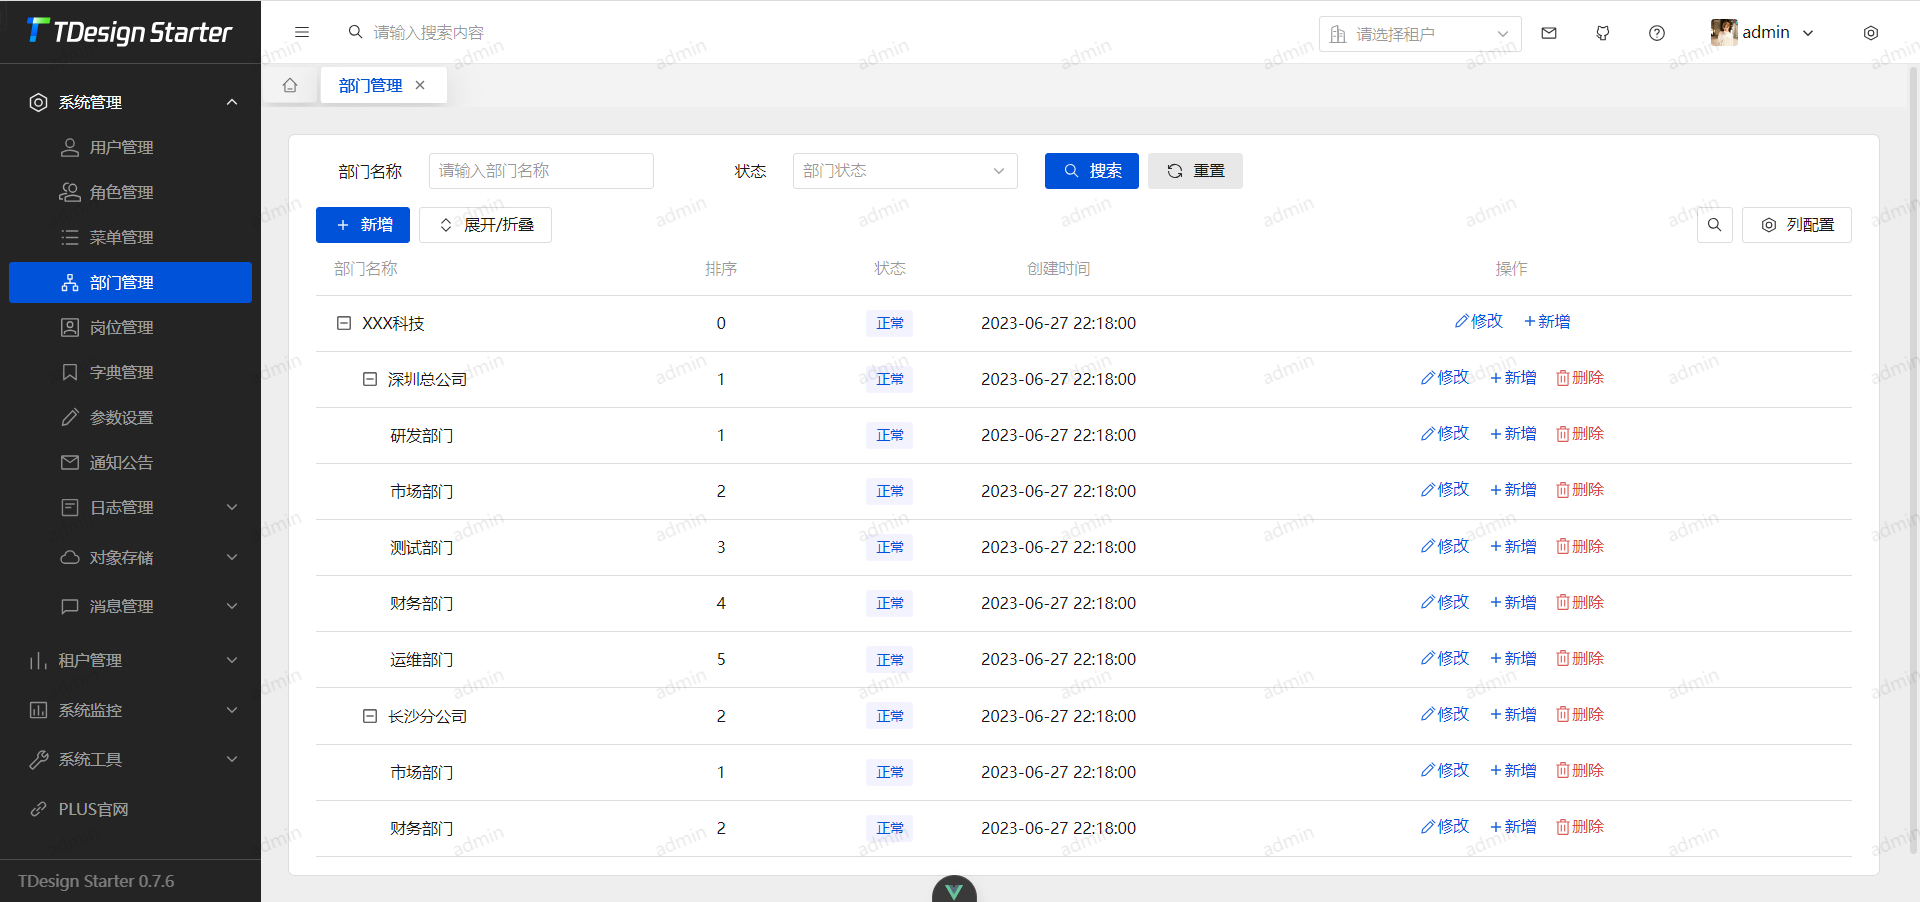 TDesign Starter
请输入搜索内容
请选择租户
admin
系统管理
用户管理
角色管理
菜单管理
部门管理
岗位管理
字典管理
参数设置
通知公告
日志管理
对象存储
消息管理
租户管理
系统监控
系统工具
PLUS官网
TDesign Starter 0.7.6
部门管理
部门名称 请输入部门名称 状态 部门状态 搜索 重置
新增 展开/折叠 列配置
部门名称 排序 状态 创建时间 操作
XXX科技 0 正常 2023-06-27 22:18:00 修改 新增
深圳总公司 1 正常 2023-06-27 22:18:00 修改 新增 删除
研发部门 1 正常 2023-06-27 22:18:00 修改 新增 删除
市场部门 2 正常 2023-06-27 22:18:00 修改 新增 删除
测试部门 3 正常 2023-06-27 22:18:00 修改 新增 删除
财务部门 4 正常 2023-06-27 22:18:00 修改 新增 删除
运维部门 5 正常 2023-06-27 22:18:00 修改 新增 删除
长沙分公司 2 正常 2023-06-27 22:18:00 修改 新增 删除
市场部门 1 正常 2023-06-27 22:18:00 修改 新增 删除
财务部门 2 正常 2023-06-27 22:18:00 修改 新增 删除